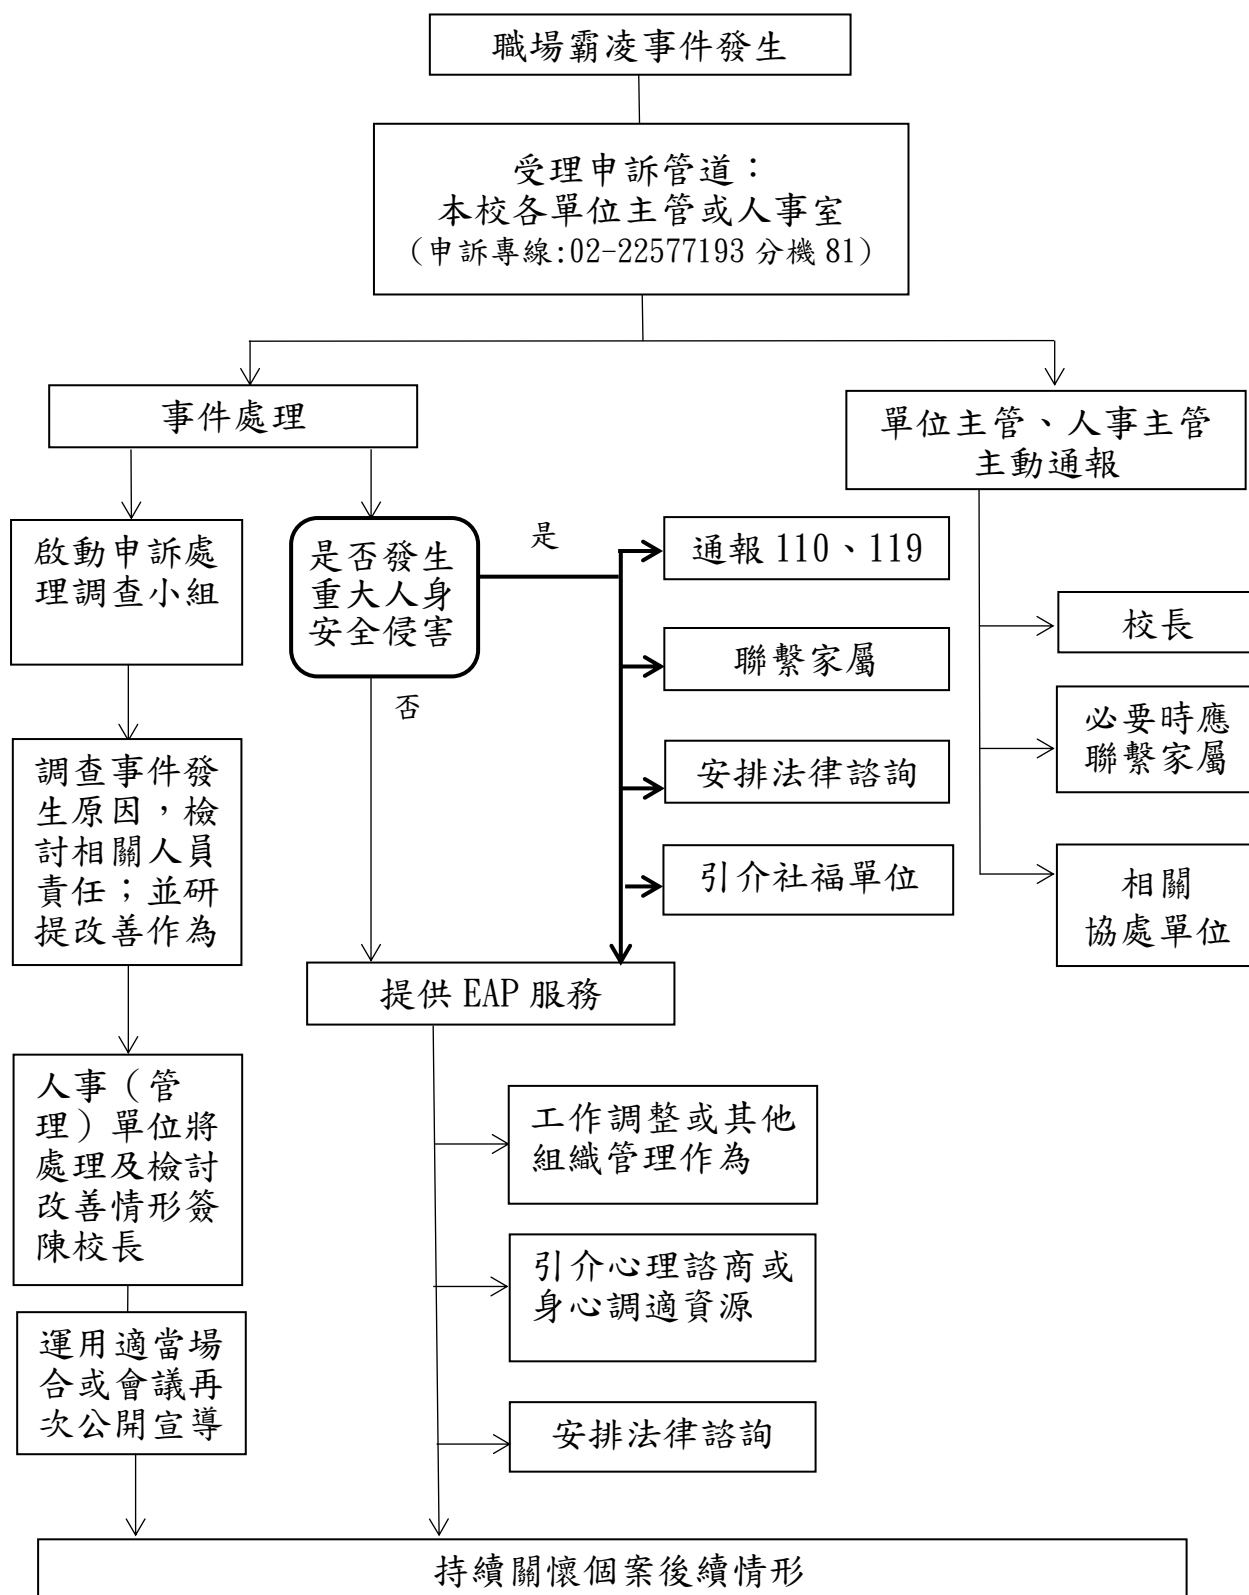 職場霸凌事件發生
受理申訴管道：
本校各單位主管或人事室
（申訴專線:02-22577193 分機 81）
事件處理
單位主管、人事主管
主動通報
啟動申訴處
理調查小組
是否發生
重大人身
安全侵害
是
否
通報 110、119
聯繫家屬
安排法律諮詢
引介社福單位
校長
必要時應
聯繫家屬
相關
協處單位
調查事件發
生原因，檢
討相關人員
責任；並研
提改善作為
提供 EAP 服務
人事（管
理）單位將
處理及檢討
改善情形簽
陳校長
工作調整或其他
組織管理作為
引介心理諮商或
身心調適資源
運用適當場
合或會議再
次公開宣導
安排法律諮詢
持續關懷個案後續情形